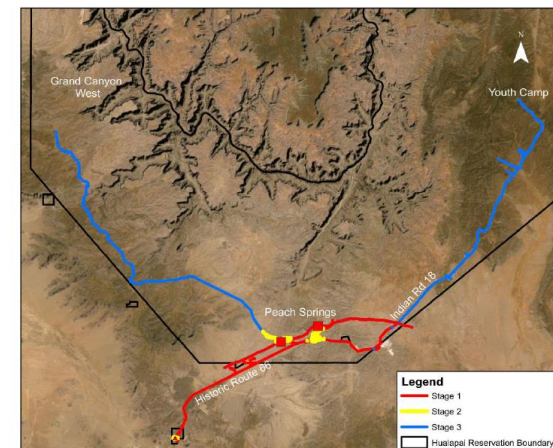 N
Grand Canyon
West
Youth Camp
Peach Springs
Indian Rd 18
Historic Route 66
Legend
Stage 1
Stage 2
Stage 3
Hualapai Reservation Boundary